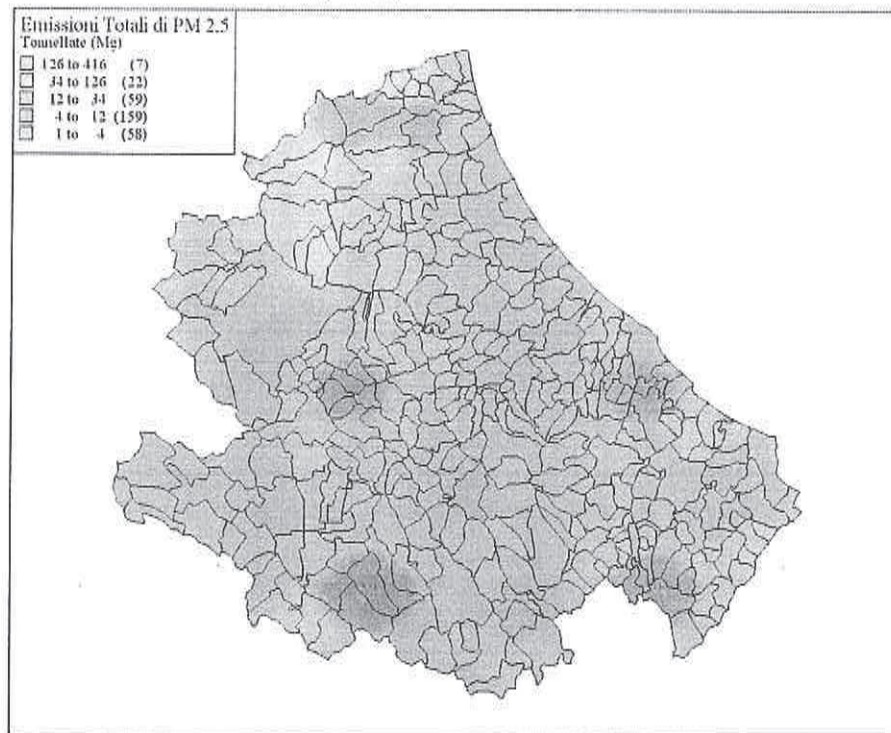 Emissioni Totali di PM 2.5
Tonnellate (Mg)
126 to 416 (7)
34 to 126 (22)
12 to 34 (59)
4 to 12 (159)
1 to 4 (58)